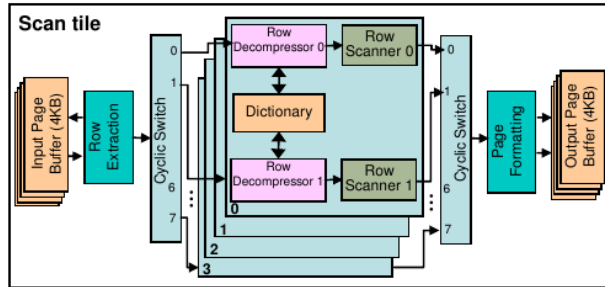 Scan tile
Input Page
Buffer (4KB)
Row
Extraction
Cyclic Switch
0
1
6
7
Row
Decompressor 0
Row
Scanner 0
Dictionary
Row
Decompressor 1
Row
Scanner 1
0
1
2
3
Cyclic Switch
0
1
6
7
Page
Formatting
Output Page
Buffer (4KB)